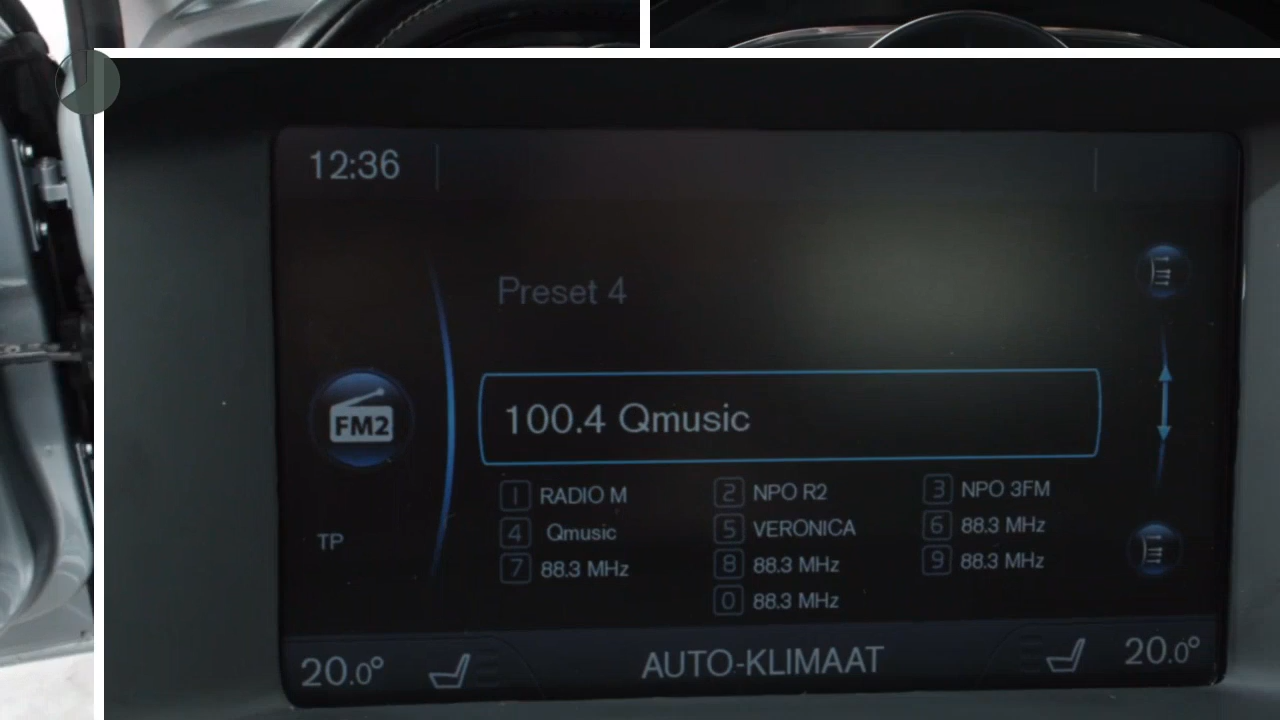 12:36
Preset 4
FM2
100.4 Qmusic
1 RADIO M 2 NPO R2 3 NPO 3FM
4 Qmusic 5 VERONICA 6 88.3 MHz
TP
7 88.3 MHz 8 88.3 MHz 9 88.3 MHz
0 88.3 MHz
20.0° AUTO-KLIMAAT 20.0°